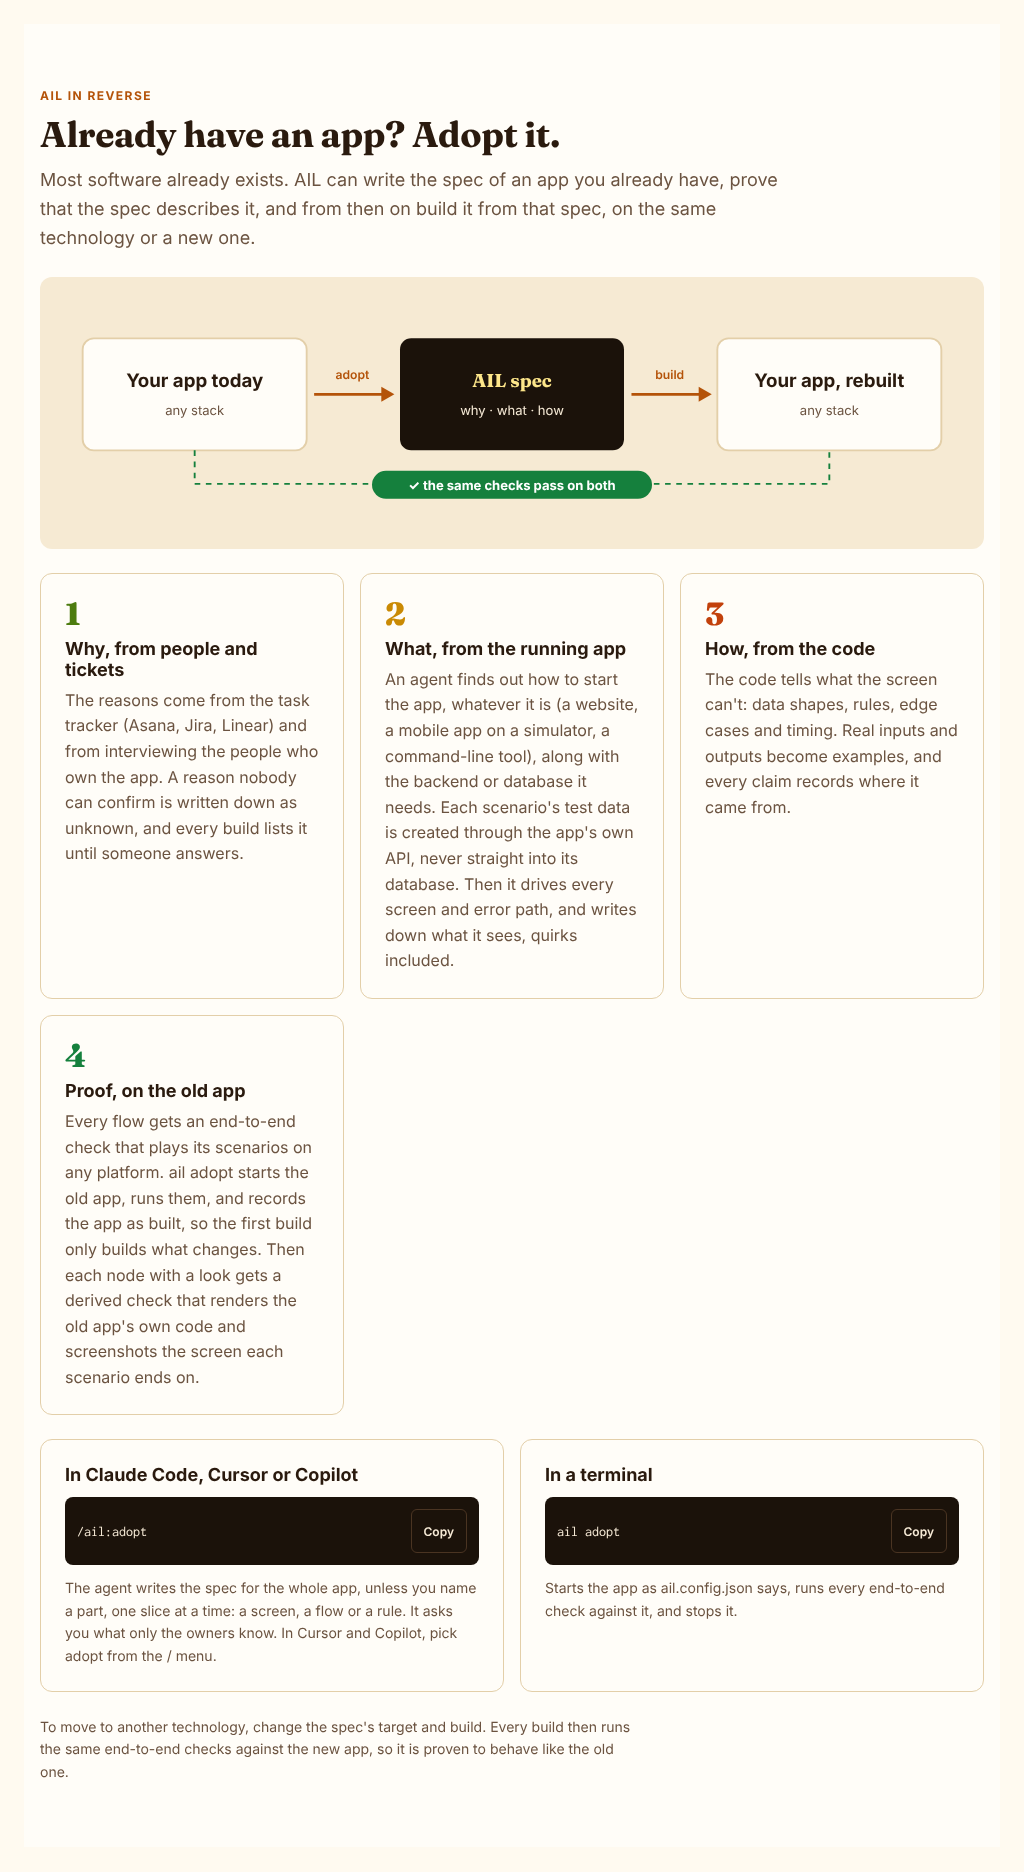 AIL IN REVERSE
Already have an app? Adopt it.
Most software already exists. AIL can write the spec of an app you already have, prove
that the spec describes it, and from then on build it from that spec, on the same
technology or a new one.
Your app today
any stack
adopt
AIL spec
why · what · how
build
Your app, rebuilt
any stack
✓ the same checks pass on both
1
Why, from people and
tickets
The reasons come from the task
tracker (Asana, Jira, Linear) and
from interviewing the people who
own the app. A reason nobody
can confirm is written down as
unknown, and every build lists it
until someone answers.
2
What, from the running app
An agent finds out how to start
the app, whatever it is (a website,
a mobile app on a simulator, a
command-line tool), along with
the backend or database it
needs. Each scenario's test data
is created through the app's own
API, never straight into its
database. Then it drives every
screen and error path, and writes
down what it sees, quirks
included.
3
How, from the code
The code tells what the screen
can't: data shapes, rules, edge
cases and timing. Real inputs and
outputs become examples, and
every claim records where it
came from.
4
Proof, on the old app
Every flow gets an end-to-end
check that plays its scenarios on
any platform. ail adopt starts the
old app, runs them, and records
the app as built, so the first build
only builds what changes. Then
each node with a look gets a
derived check that renders the
old app's own code and
screenshots the screen each
scenario ends on.
In Claude Code, Cursor or Copilot
/ail:adopt
Copy
The agent writes the spec for the whole app, unless you name
a part, one slice at a time: a screen, a flow or a rule. It asks
you what only the owners know. In Cursor and Copilot, pick
adopt from the / menu.
In a terminal
ail adopt
Copy
Starts the app as ail.config.json says, runs every end-to-end
check against it, and stops it.
To move to another technology, change the spec's target and build. Every build then runs
the same end-to-end checks against the new app, so it is proven to behave like the old
one.